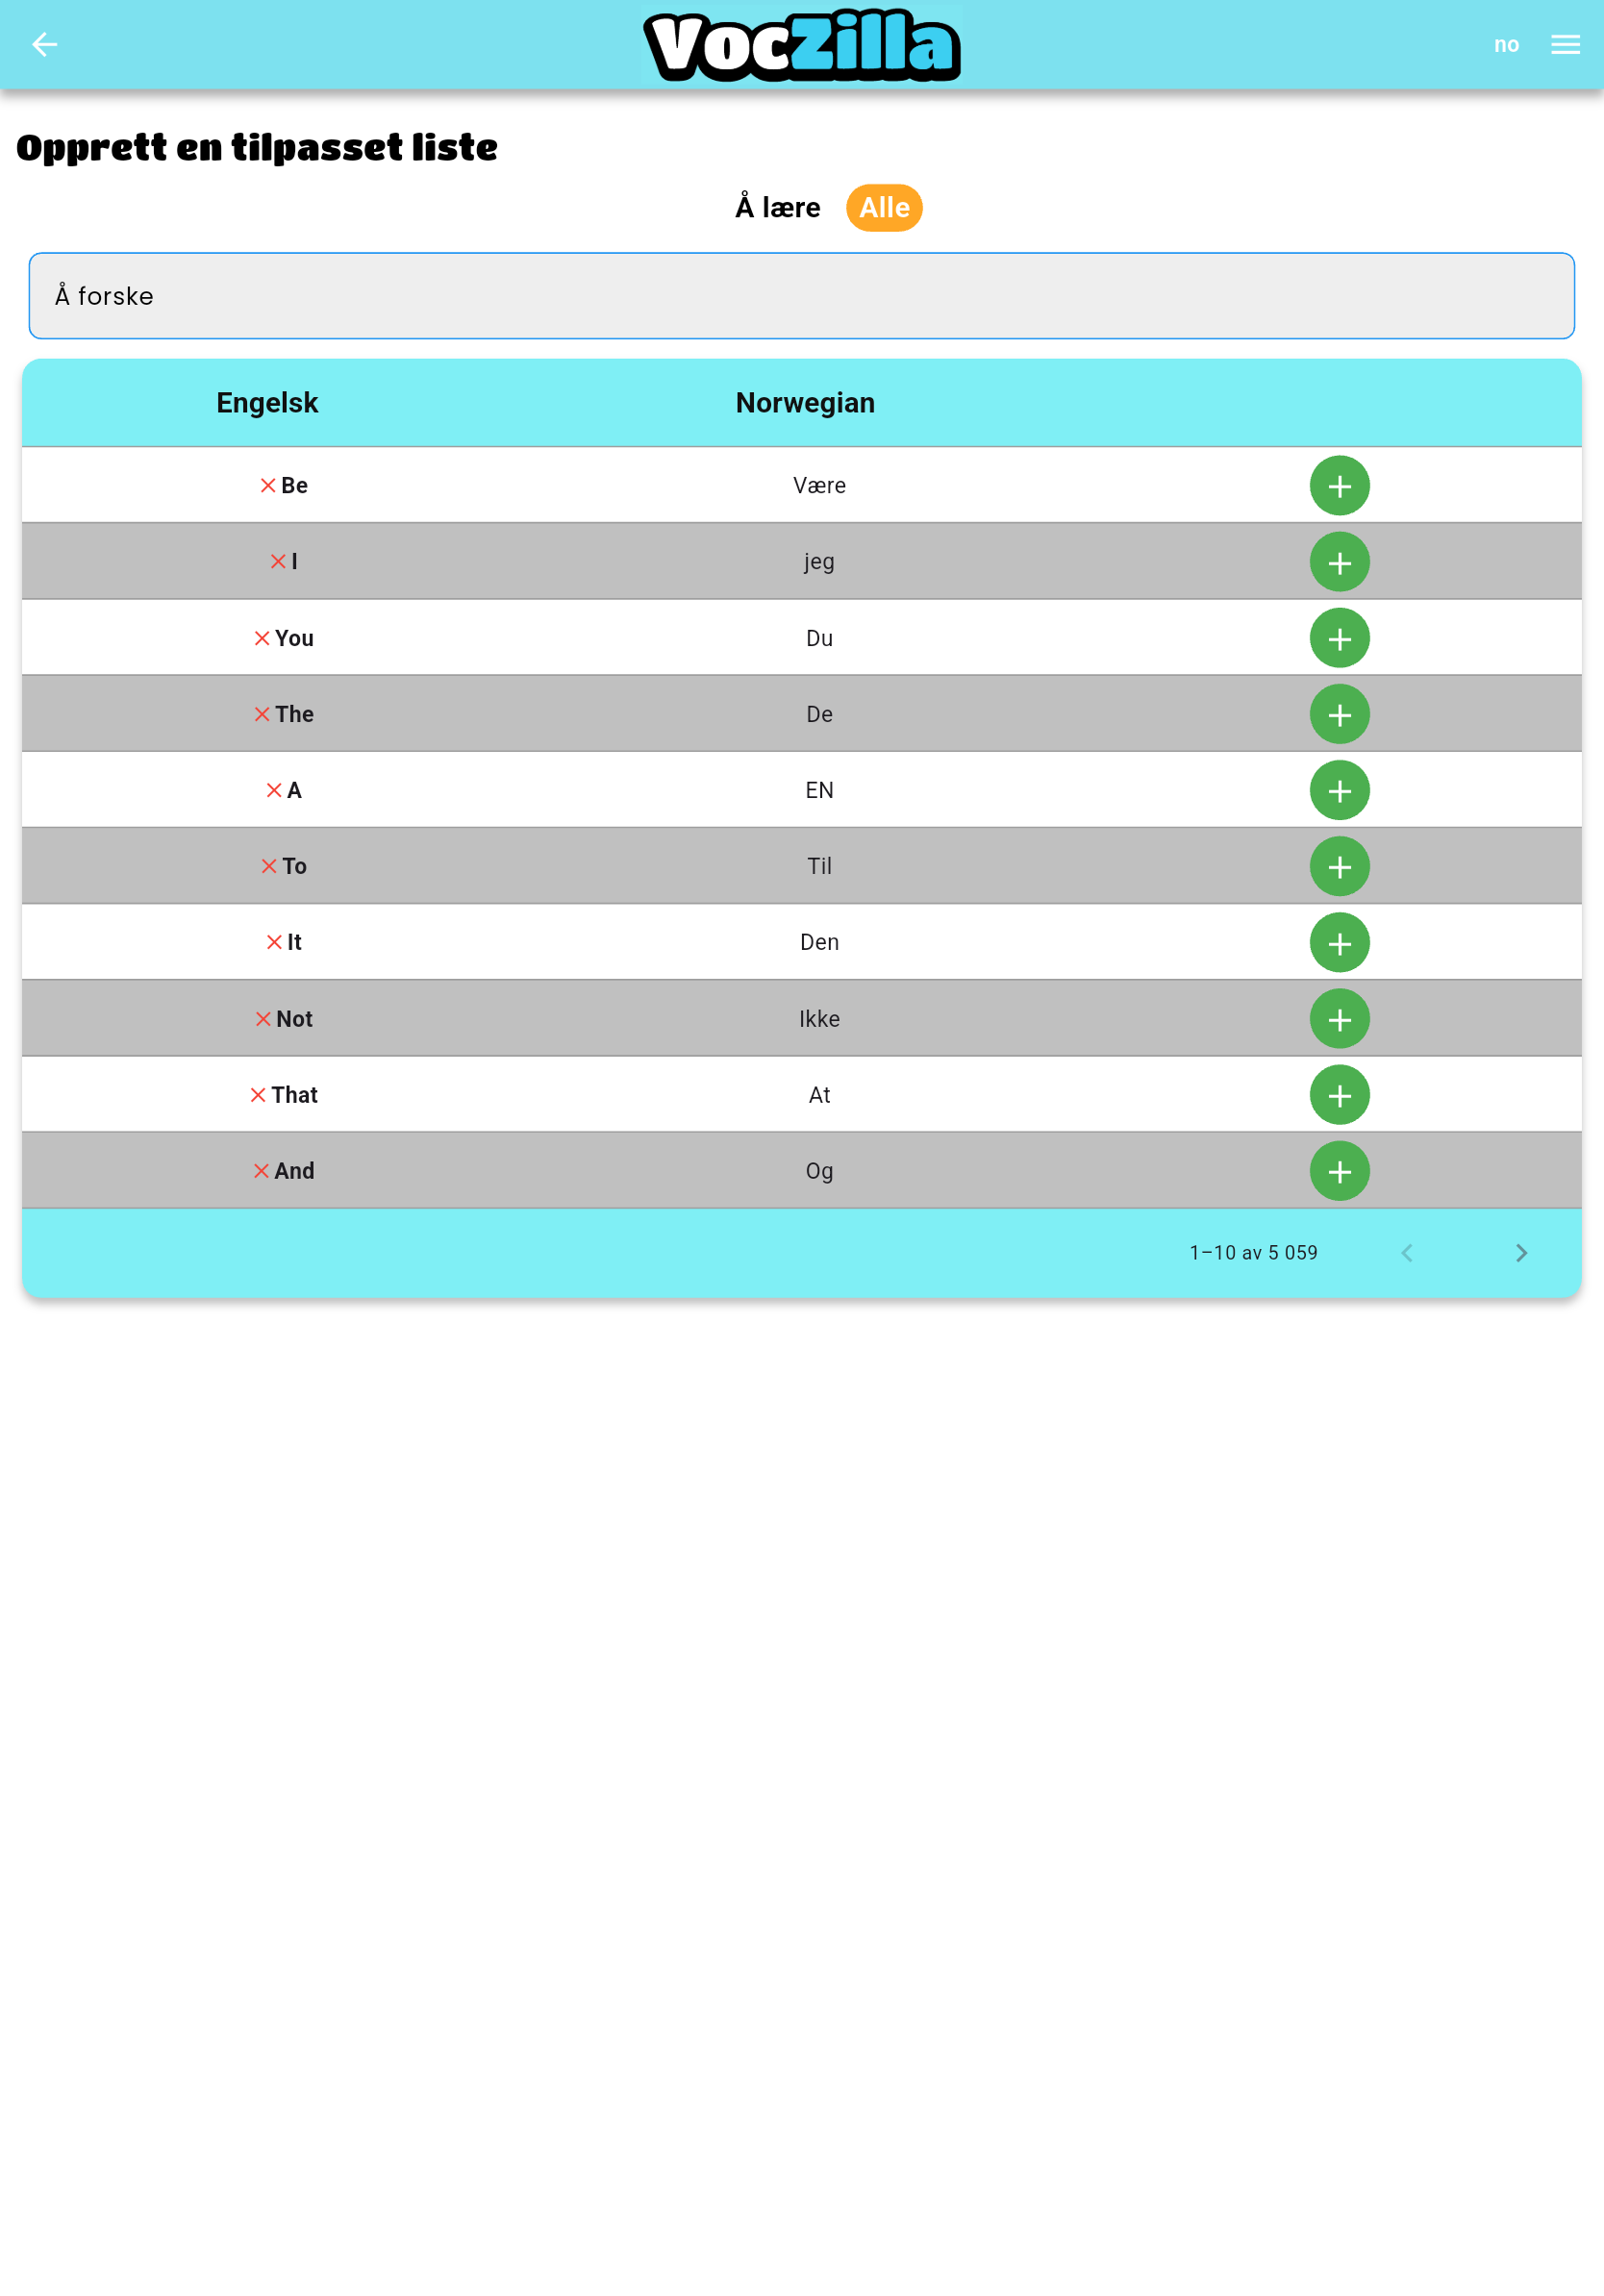 VocZilla
no
Opprett en tilpasset liste
Å lære Alle
Å forske
Engelsk Norwegian
Be Være
I jeg
You Du
The De
A EN
To Til
It Den
Not Ikke
That At
And Og
1–10 av 5 059